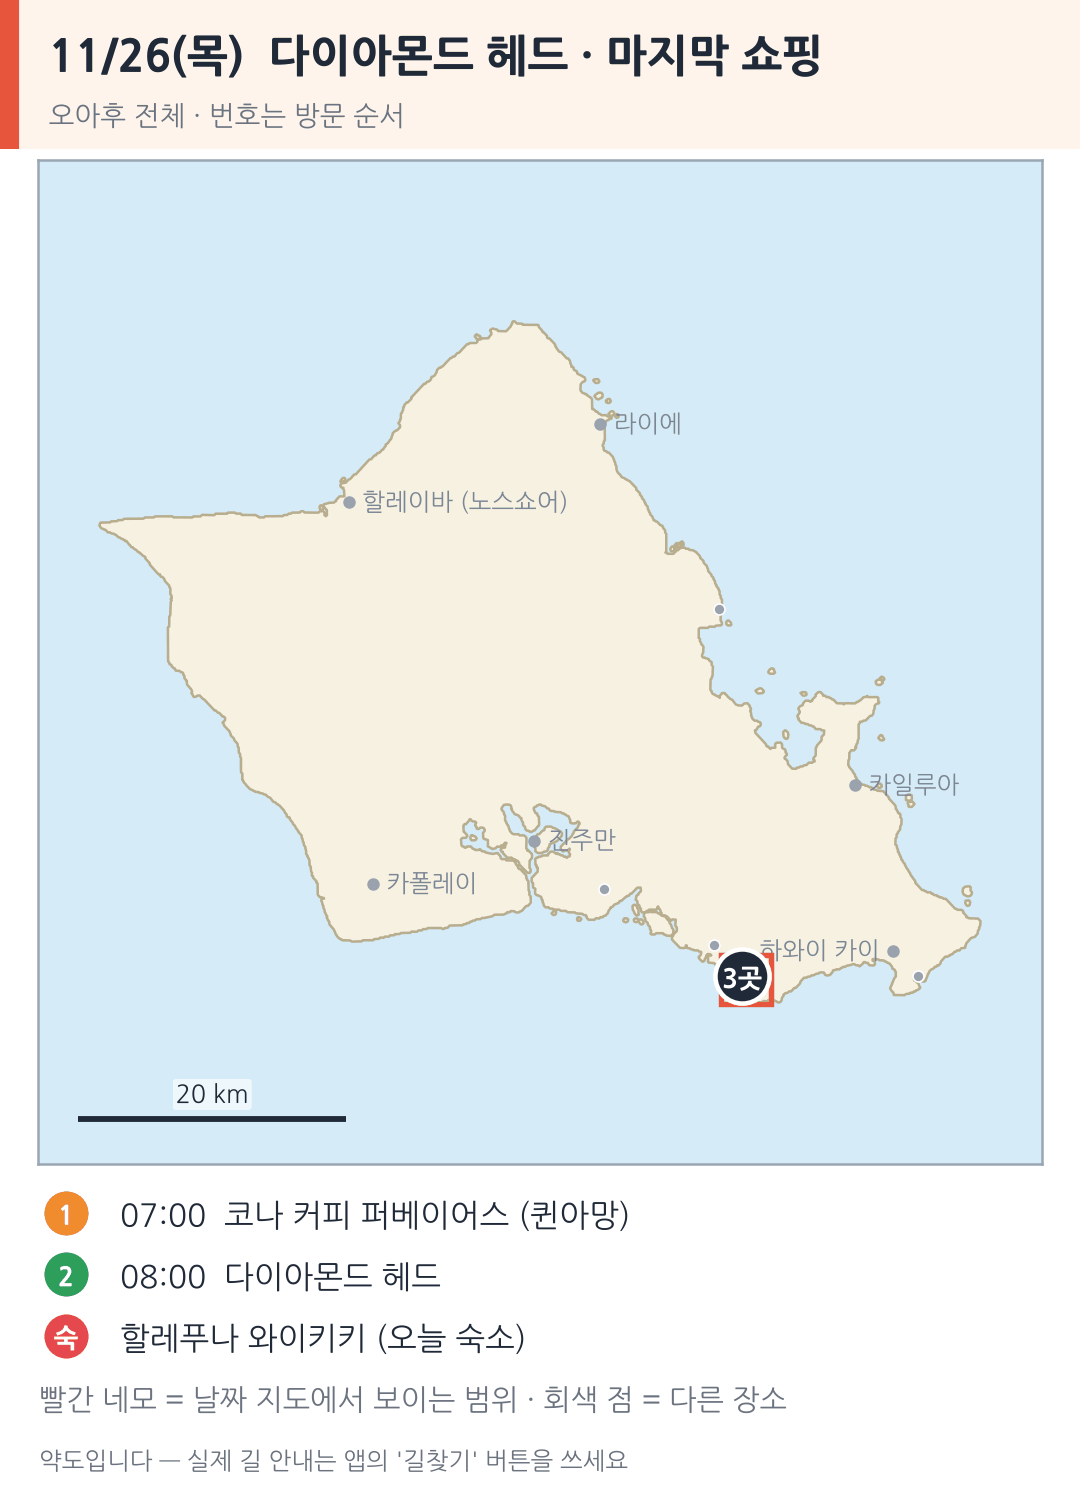 11/26(목) 다이아몬드 헤드 · 마지막 쇼핑
오아후 전체 · 번호는 방문 순서
라이에
할레이바 (노스쇼어)
카일루아
진주만
카폴레이
하와이 카이
3곳
20 km
1 07:00 코나 커피 퍼베이어스 (퀸아망)
2 08:00 다이아몬드 헤드
숙 할레푸나 와이키키 (오늘 숙소)
빨간 네모 = 날짜 지도에서 보이는 범위 · 회색 점 = 다른 장소
약도입니다 — 실제 길 안내는 앱의 '길찾기' 버튼을 쓰세요